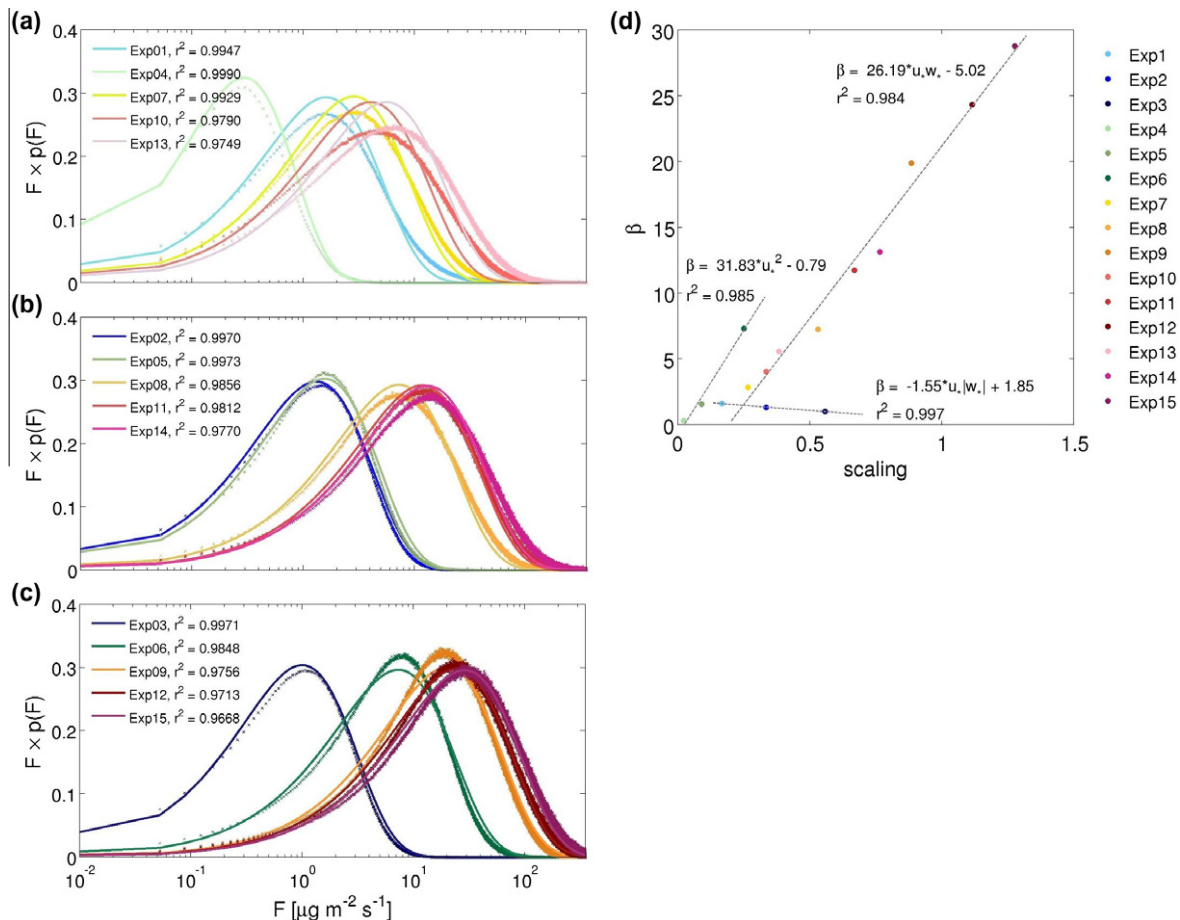 (a)
0.4
0.3
0.2
0.1
0
F × p(F)
Exp01, r² = 0.9947
Exp04, r² = 0.9990
Exp07, r² = 0.9929
Exp10, r² = 0.9790
Exp13, r² = 0.9749
(b)
0.4
0.3
0.2
0.1
0
F × p(F)
Exp02, r² = 0.9970
Exp05, r² = 0.9973
Exp08, r² = 0.9856
Exp11, r² = 0.9812
Exp14, r² = 0.9770
(c)
0.4
0.3
0.2
0.1
0
F × p(F)
Exp03, r² = 0.9971
Exp06, r² = 0.9848
Exp09, r² = 0.9756
Exp12, r² = 0.9713
Exp15, r² = 0.9668
10⁻² 10⁻¹ 10⁰ 10¹ 10²
F [µg m⁻² s⁻¹]
(d)
30
25
20
15
10
5
0
β
β = 26.19*u*w* - 5.02
r² = 0.984
β = 31.83*u*² - 0.79
r² = 0.985
β = -1.55*u*|w*| + 1.85
r² = 0.997
0 0.5 1 1.5
scaling
Exp1
Exp2
Exp3
Exp4
Exp5
Exp6
Exp7
Exp8
Exp9
Exp10
Exp11
Exp12
Exp13
Exp14
Exp15